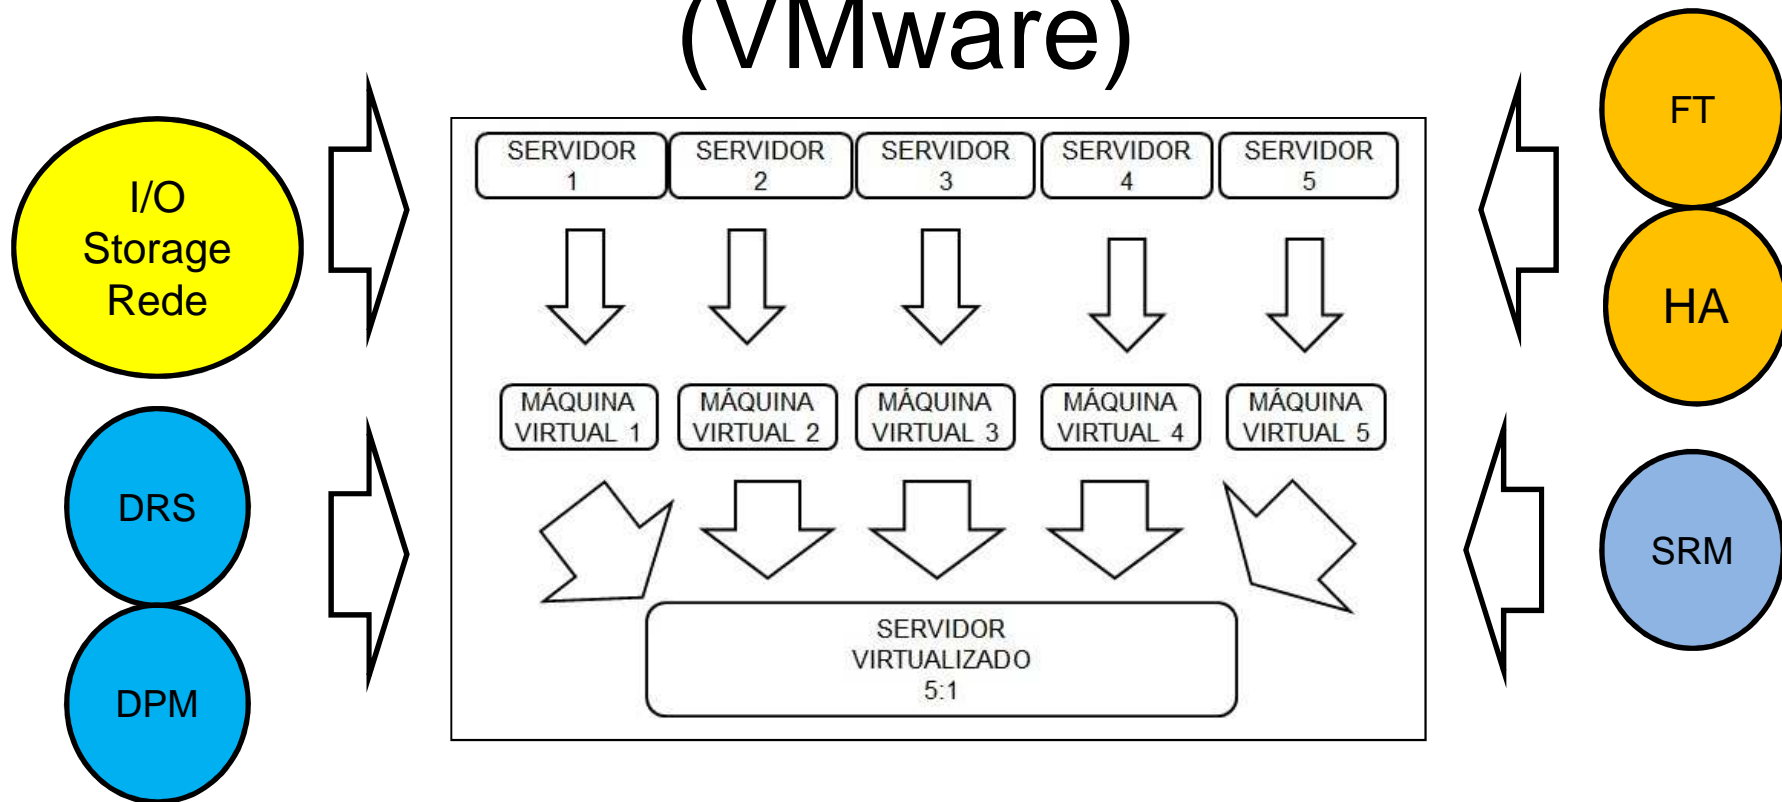 (VMware)
I/O
Storage
Rede
DRS
DPM
SERVIDOR
1
SERVIDOR
2
SERVIDOR
3
SERVIDOR
4
SERVIDOR
5
MÁQUINA
VIRTUAL 1
MÁQUINA
VIRTUAL 2
MÁQUINA
VIRTUAL 3
MÁQUINA
VIRTUAL 4
MÁQUINA
VIRTUAL 5
SERVIDOR
VIRTUALIZADO
5:1
FT
HA
SRM